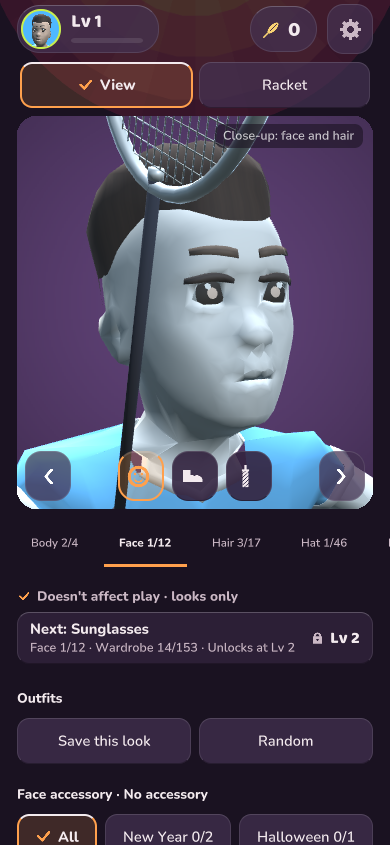 Lv 1
0
View
Racket
Close-up: face and hair
Body 2/4
Face 1/12
Hair 3/17
Hat 1/46
Doesn't affect play · looks only
Next: Sunglasses
Face 1/12 · Wardrobe 14/153 · Unlocks at Lv 2
Lv 2
Outfits
Save this look
Random
Face accessory · No accessory
All
New Year 0/2
Halloween 0/1